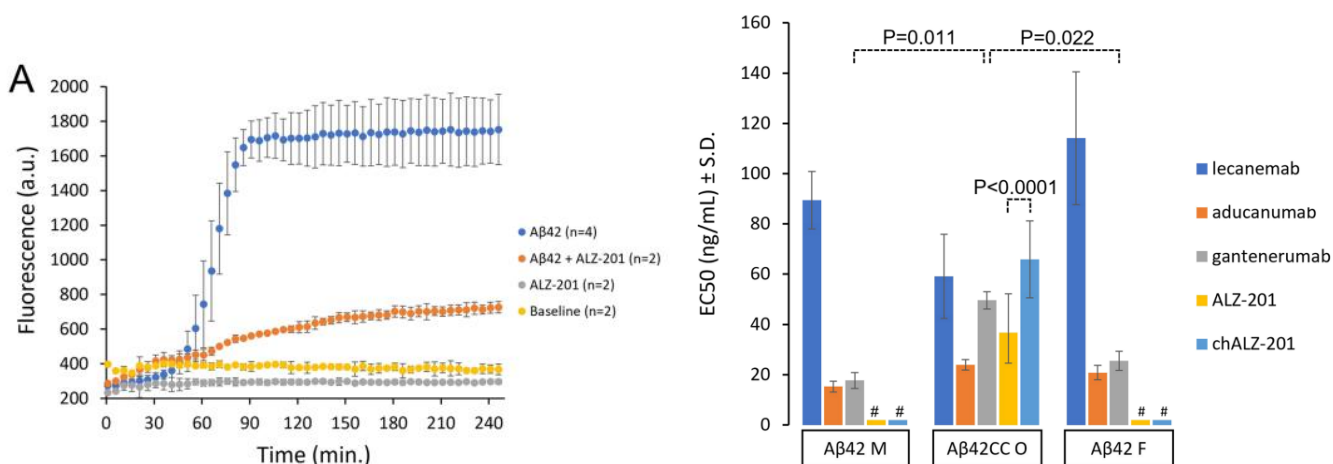 A
Fluorescence (a.u.)
2000
1800
1600
1400
1200
1000
800
600
400
200
0
30
60
90
120
150
180
210
240
Time (min.)
Aβ42 (n=4)
Aβ42 + ALZ-201 (n=2)
ALZ-201 (n=2)
Baseline (n=2)
EC50 (ng/mL) ± S.D.
160
140
120
100
80
60
40
20
0
P=0.011
P=0.022
P<0.0001
# #
# #
Aβ42 M
Aβ42CC O
Aβ42 F
lecanemab
aducanumab
gantenerumab
ALZ-201
chALZ-201